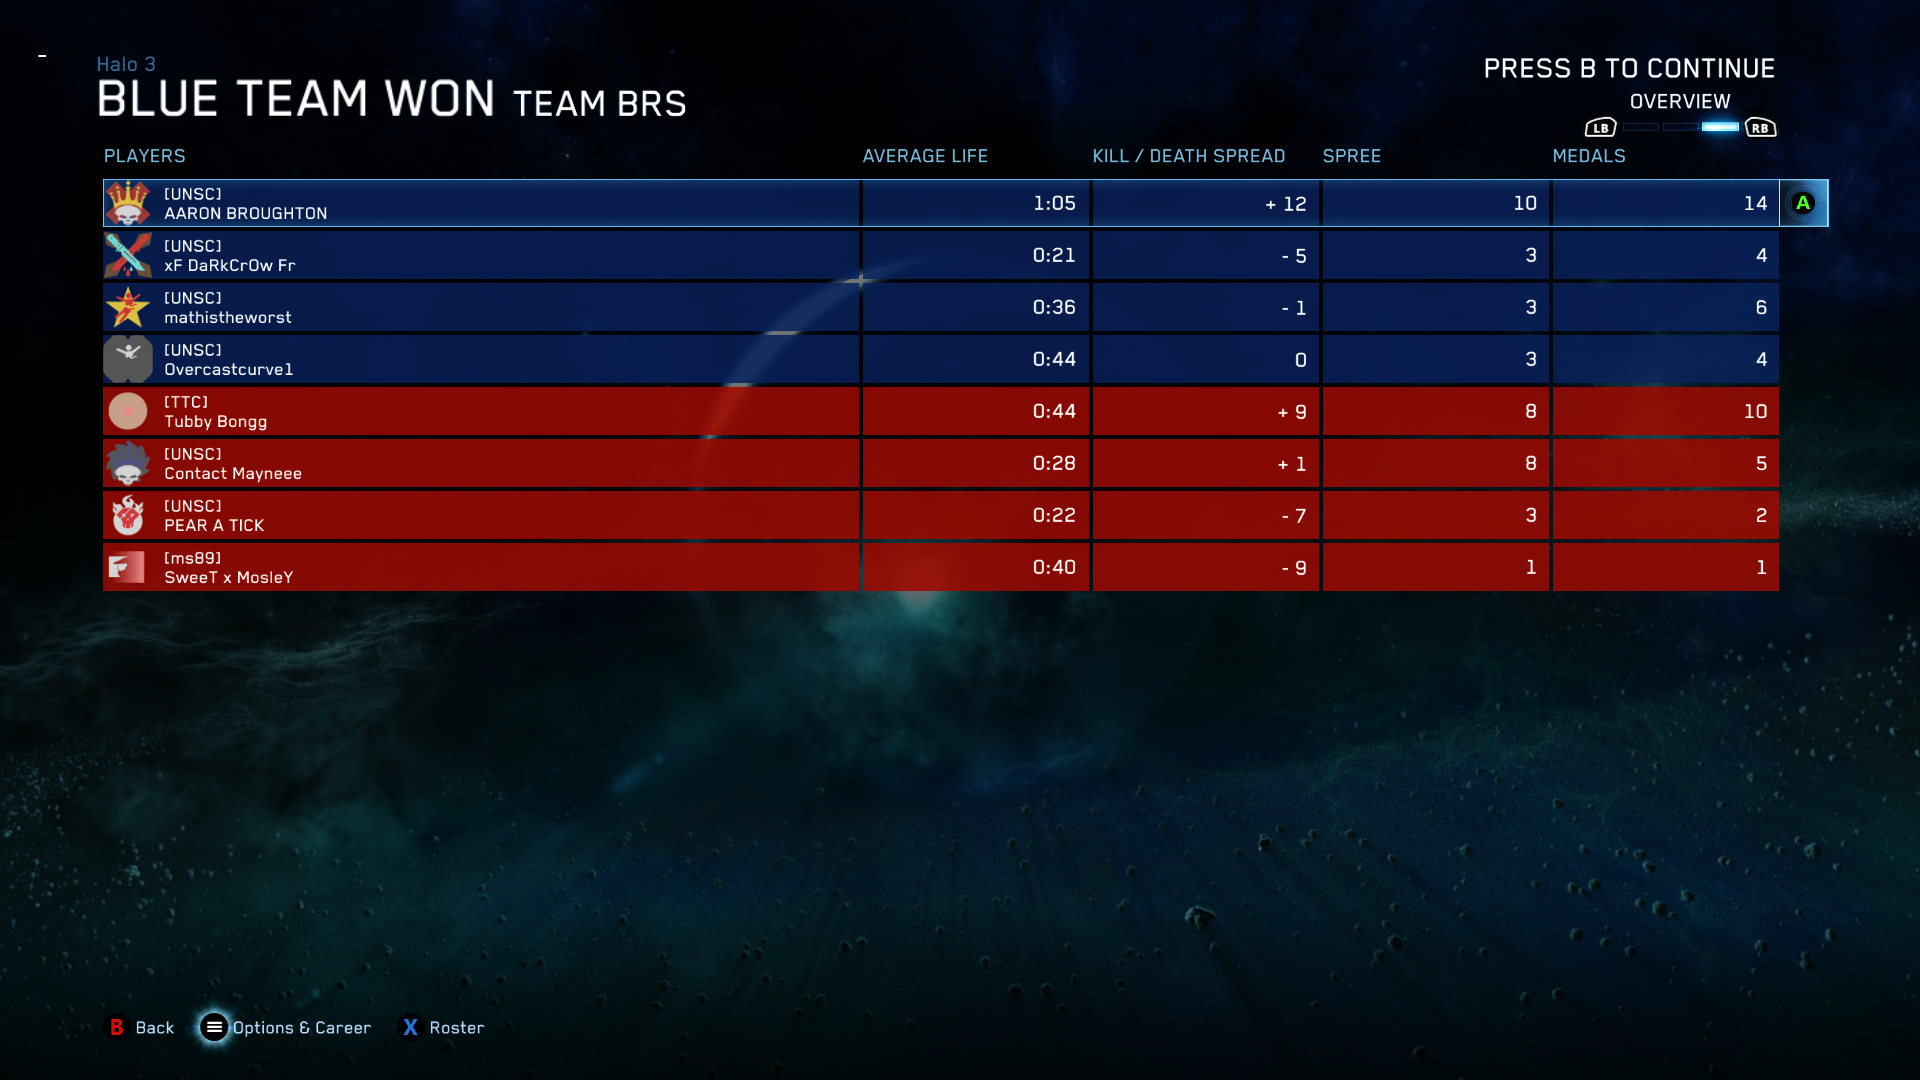 Halo 3
BLUE TEAM WON TEAM BRS
PRESS B TO CONTINUE
OVERVIEW
LB RB
PLAYERS AVERAGE LIFE KILL / DEATH SPREAD SPREE MEDALS
[UNSC]
AARON BROUGHTON 1:05 + 12 10 14 A
[UNSC]
xF DaRkCrOw Fr 0:21 - 5 3 4
[UNSC]
mathistheworst 0:36 - 1 3 6
[UNSC]
Overcastcurve1 0:44 0 3 4
[TTC]
Tubby Bongg 0:44 + 9 8 10
[UNSC]
Contact Mayneee 0:28 + 1 8 5
[UNSC]
PEAR A TICK 0:22 - 7 3 2
[ms89]
SweeT x MosleY 0:40 - 9 1 1
B Back Options & Career X Roster